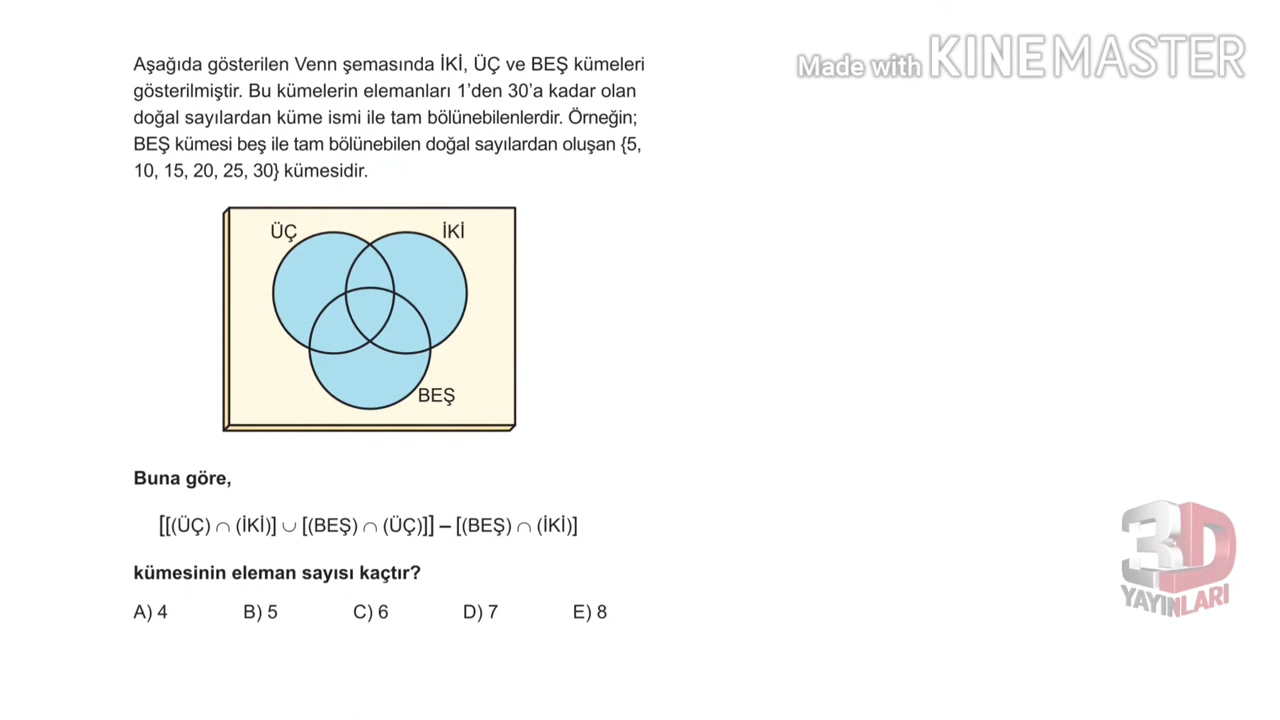 Made with KINEMASTER
Aşağıda gösterilen Venn şemasında İKİ, ÜÇ ve BEŞ kümeleri
gösterilmiştir. Bu kümelerin elemanları 1’den 30’a kadar olan
doğal sayılardan küme ismi ile tam bölünebilenlerdir. Örneğin;
BEŞ kümesi beş ile tam bölünebilen doğal sayılardan oluşan {5,
10, 15, 20, 25, 30} kümesidir.
ÜÇ İKİ
BEŞ
Buna göre,
[[(ÜÇ) ∩ (İKİ)] ∪ [(BEŞ) ∩ (ÜÇ)]] – [(BEŞ) ∩ (İKİ)]
kümesinin eleman sayısı kaçtır?
A) 4 B) 5 C) 6 D) 7 E) 8
3D
YAYINLARI